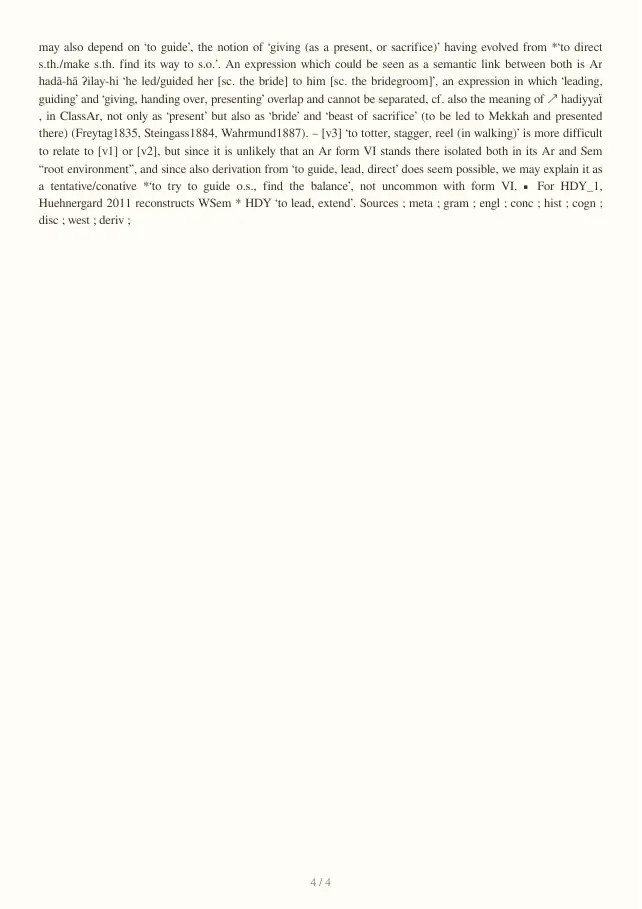 may also depend on ‘to guide’, the notion of ‘giving (as a present, or sacrifice)’ having evolved from *‘to direct
s.th./make s.th. find its way to s.o.’. An expression which could be seen as a semantic link between both is Ar
hadā-hā ʔilay-hi ‘he led/guided her [sc. the bride] to him [sc. the bridegroom]’, an expression in which ‘leading,
guiding’ and ‘giving, handing over, presenting’ overlap and cannot be separated, cf. also the meaning of ↗ hadiyyaẗ
, in ClassAr, not only as ‘present’ but also as ‘bride’ and ‘beast of sacrifice’ (to be led to Mekkah and presented
there) (Freytag1835, Steingass1884, Wahrmund1887). – [v3] ‘to totter, stagger, reel (in walking)’ is more difficult
to relate to [v1] or [v2], but since it is unlikely that an Ar form VI stands there isolated both in its Ar and Sem
“root environment”, and since also derivation from ‘to guide, lead, direct’ does seem possible, we may explain it as
a tentative/conative *‘to try to guide o.s., find the balance’, not uncommon with form VI. ▪ For HDY_1,
Huehnergard 2011 reconstructs WSem * HDY ‘to lead, extend’. Sources ; meta ; gram ; engl ; conc ; hist ; cogn ;
disc ; west ; deriv ;
4 / 4